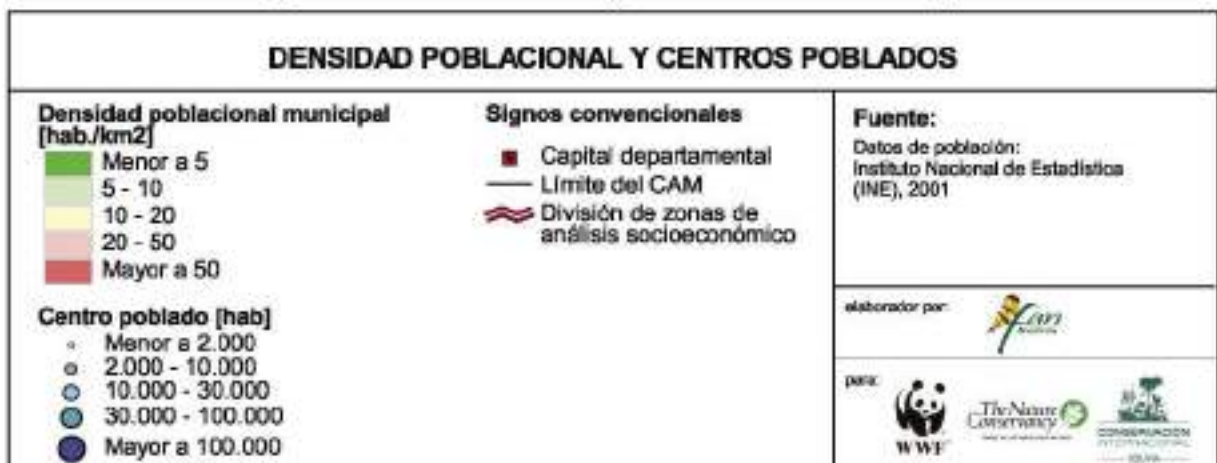 DENSIDAD POBLACIONAL Y CENTROS POBLADOS
Densidad poblacional municipal
[hab./km2]
Menor a 5
5 - 10
10 - 20
20 - 50
Mayor a 50
Centro poblado [hab]
Menor a 2.000
2.000 - 10.000
10.000 - 30.000
30.000 - 100.000
Mayor a 100.000
Signos convencionales
Capital departamental
Límite del CAM
División de zonas de
análisis socioeconómico
Fuente:
Datos de población:
Instituto Nacional de Estadística
(INE), 2001
elaborador por:
fan
para:
WWF
The Nature
Conservancy
CONSERVACION
INTERNACIONAL